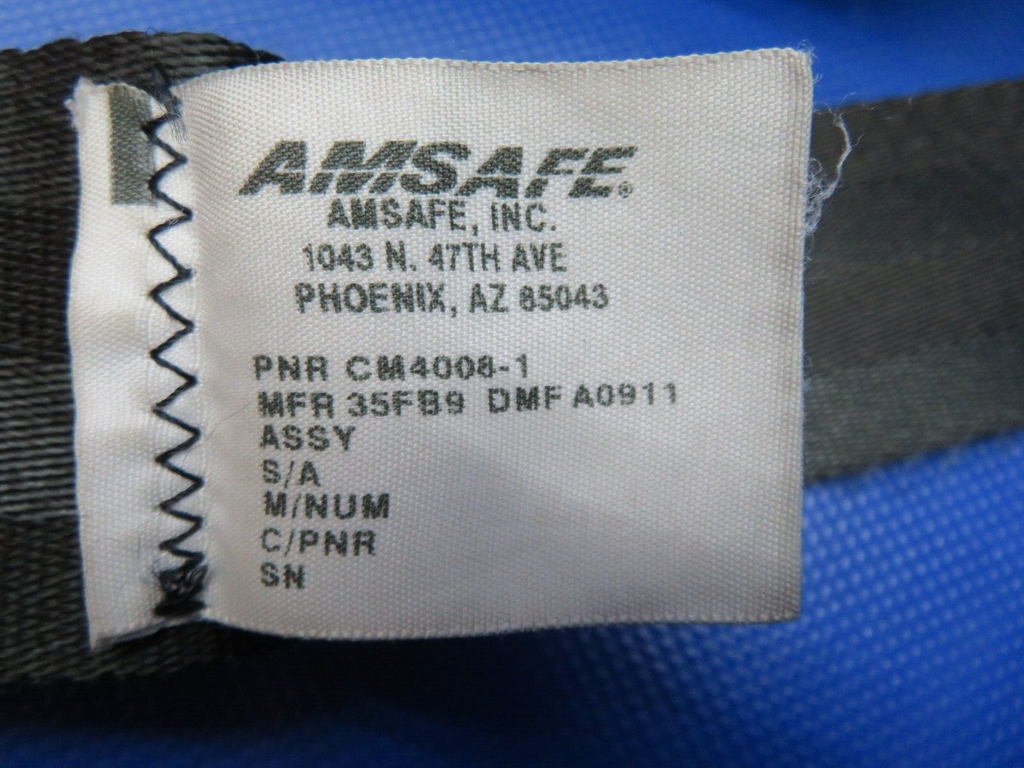 AMSAFE®
AMSAFE, INC.
1043 N. 47TH AVE
PHOENIX, AZ 85043
PNR CM4008-1
MFR 35FB9 DMF A0911
ASSY
S/A
M/NUM
C/PNR
SN